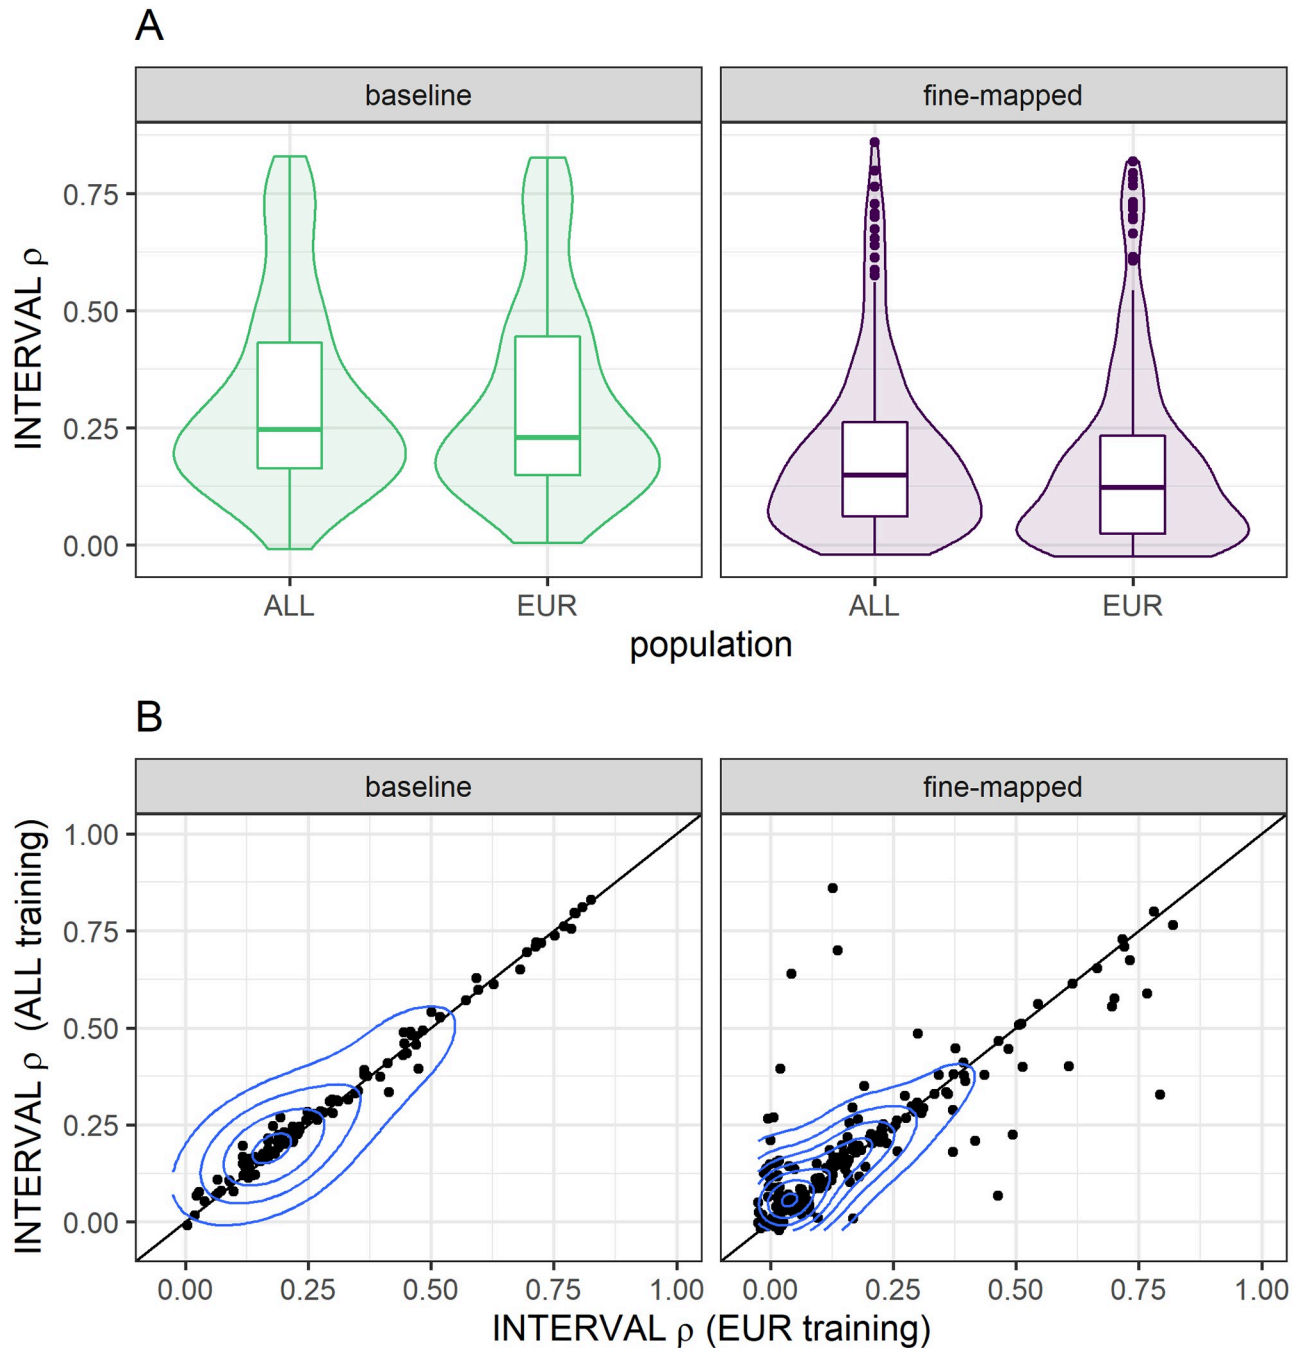 A
baseline
fine-mapped
INTERVAL ρ
0.75
0.50
0.25
0.00
ALL
EUR
ALL
EUR
population
B
baseline
fine-mapped
INTERVAL ρ (ALL training)
1.00
0.75
0.50
0.25
0.00
0.00 0.25 0.50 0.75 1.00
0.00 0.25 0.50 0.75 1.00
INTERVAL ρ (EUR training)